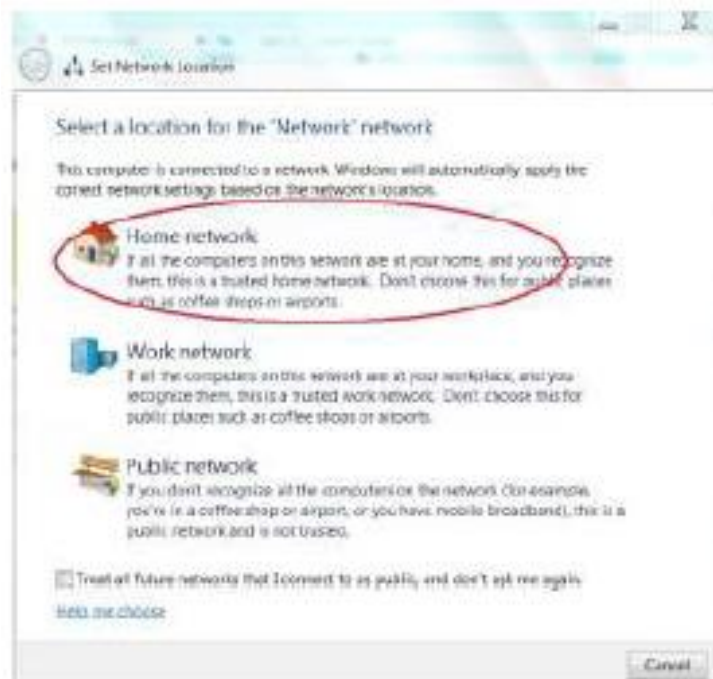 Set Network Location
Select a location for the "Network" network
This computer is connected to a network. Windows will automatically apply the
correct network settings based on the network's location.
Home network
If all the computers on this network are at your home, and you recognize
them, this is a trusted home network.  Don't choose this for public places
such as coffee shops or airports.
Work network
If all the computers on this network are at your workplace, and you
recognize them, this is a trusted work network.  Don't choose this for
public places such as coffee shops or airports.
Public network
If you don't recognize all the computers on the network (for example,
you're in a coffee shop or airport, or you have mobile broadband), this is a
public network and is not trusted.
Treat all future networks that I connect to as public, and don't ask me again.
Help me choose
Cancel